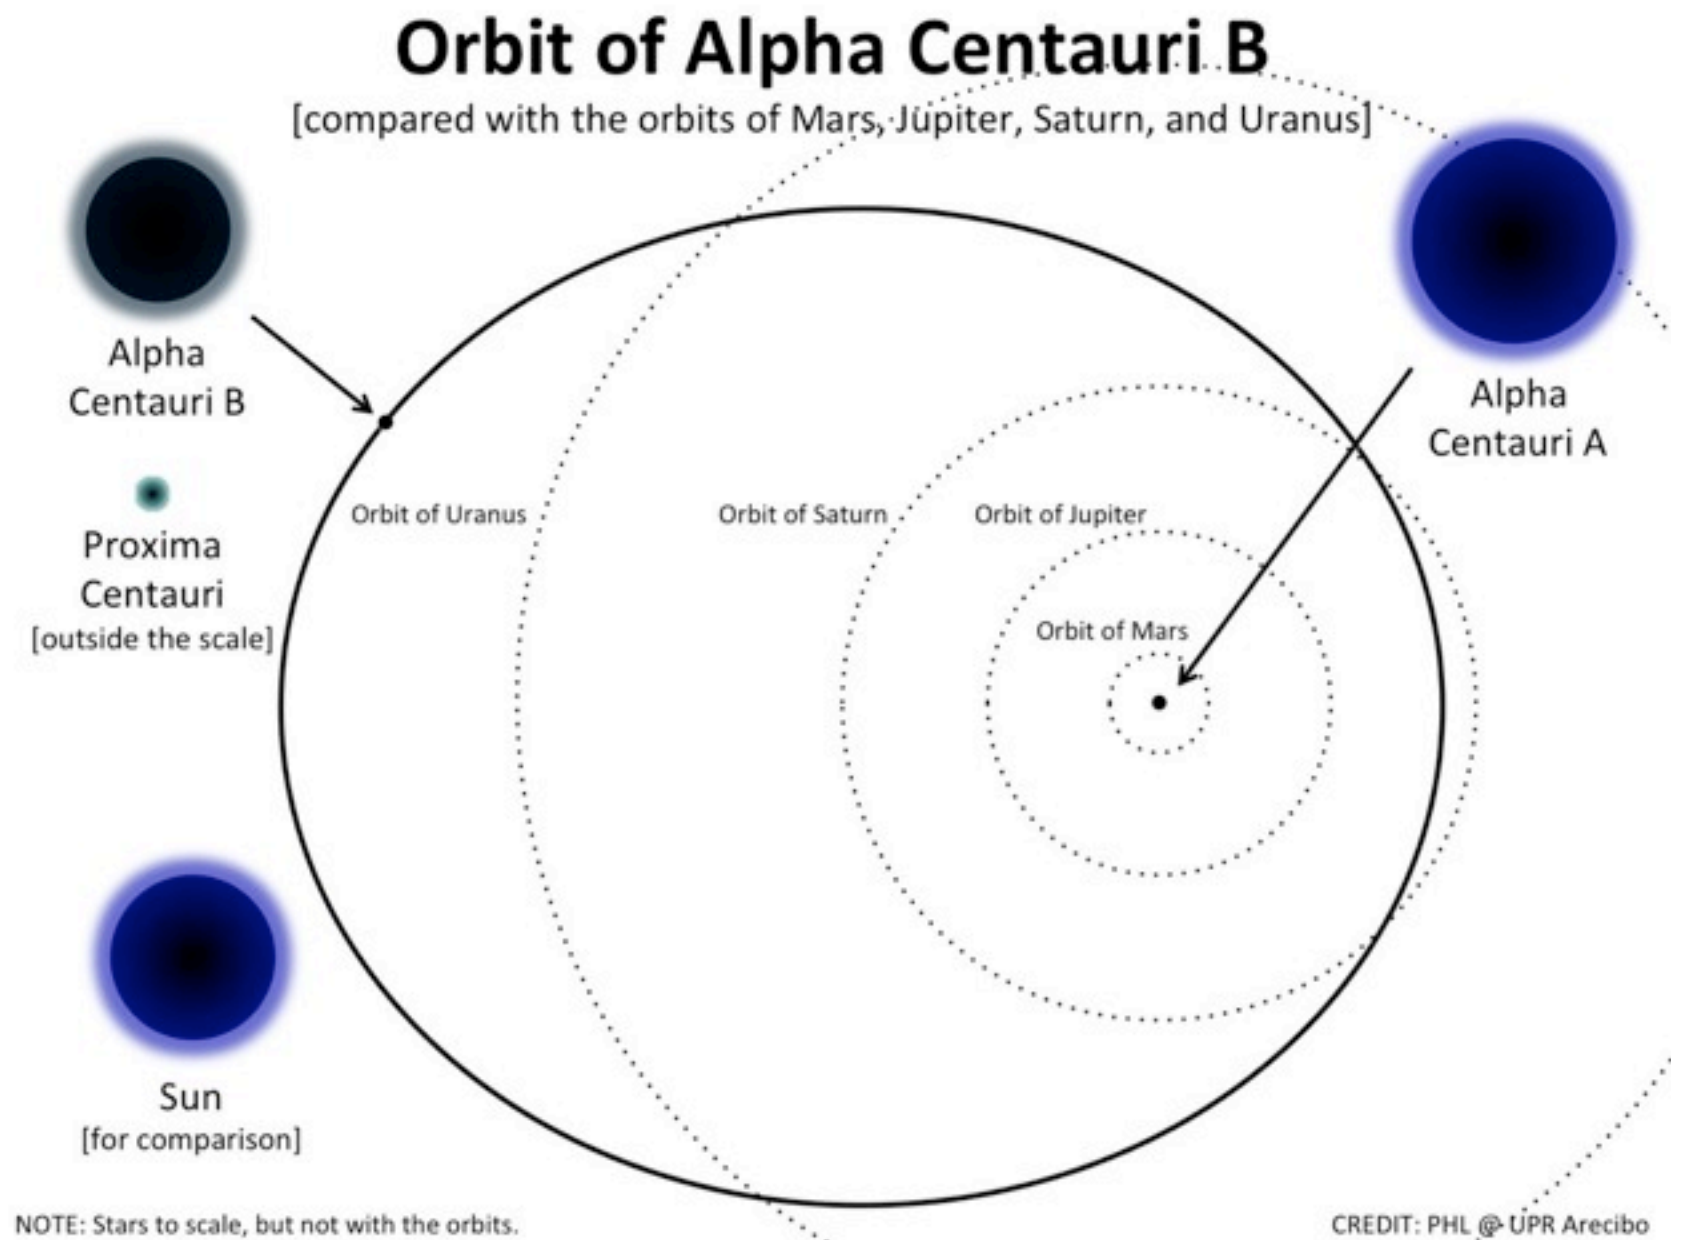 Orbit of Alpha Centauri B
[compared with the orbits of Mars, Jupiter, Saturn, and Uranus]
Alpha
Centauri B
Alpha
Centauri A
Orbit of Uranus
Orbit of Saturn
Orbit of Jupiter
Proxima
Centauri
[outside the scale]
Orbit of Mars
Sun
[for comparison]
NOTE: Stars to scale, but not with the orbits.
CREDIT: PHL @ UPR Arecibo